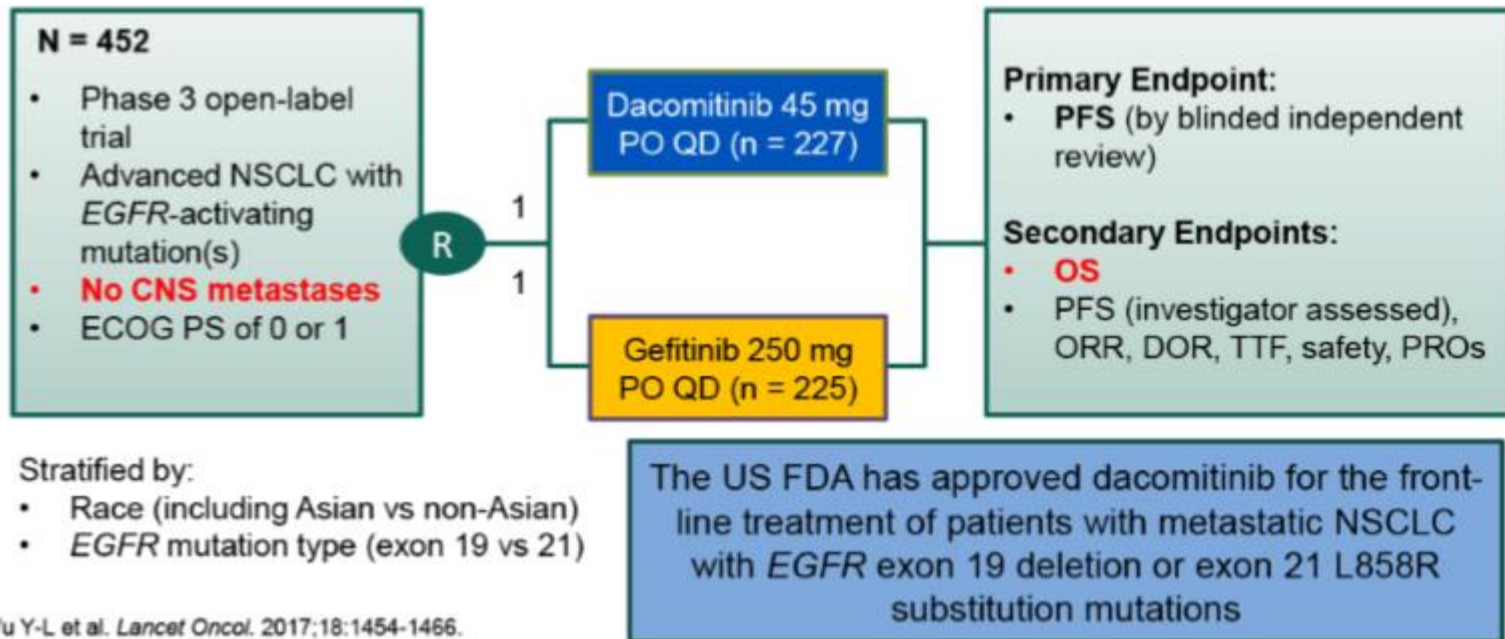 N = 452
• Phase 3 open-label
trial
• Advanced NSCLC with
EGFR-activating
mutation(s)
• No CNS metastases
• ECOG PS of 0 or 1
R
1
1
Dacomitinib 45 mg
PO QD (n = 227)
Gefitinib 250 mg
PO QD (n = 225)
Primary Endpoint:
• PFS (by blinded independent
review)
Secondary Endpoints:
• OS
• PFS (investigator assessed),
ORR, DOR, TTF, safety, PROs
Stratified by:
• Race (including Asian vs non-Asian)
• EGFR mutation type (exon 19 vs 21)
The US FDA has approved dacomitinib for the front-
line treatment of patients with metastatic NSCLC
with EGFR exon 19 deletion or exon 21 L858R
substitution mutations
Y-L et al. Lancet Oncol. 2017;18:1454-1466.